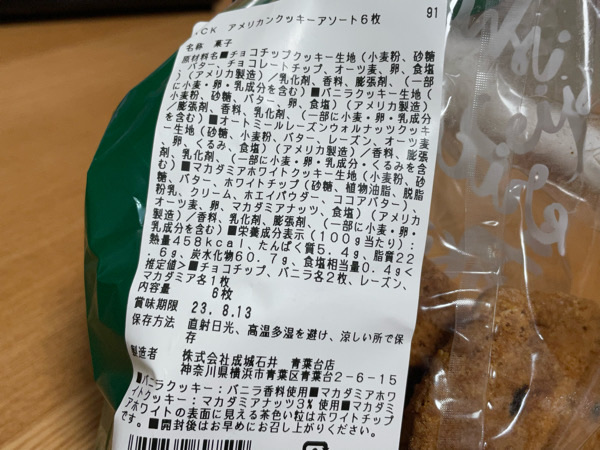 CK アメリカンクッキーアソート6枚 91
名称 菓子
原材料名■チョコチップクッキー生地(小麦粉、砂糖
、バター、チョコレートチップ、オーツ麦、卵、食塩
)(アメリカ製造)/乳化剤、香料、膨張剤、(一部
に小麦・卵・乳成分を含む)■バニラクッキー生地(
小麦粉、砂糖、バター、卵、食塩)(アメリカ製造)
/膨張剤、香料、乳化剤、(一部に小麦・卵・乳成分
を含む)■オートミールレーズンウォルナッツクッキ
ー生地(砂糖、小麦粉、バター、レーズン、オーツ麦
、卵、くるみ、食塩)(アメリカ製造)/香料、膨張
剤、乳化剤、(一部に小麦・卵・乳成分・くるみを含
む)■マカダミアホワイトクッキー生地(小麦粉、砂
糖、バター、ホワイトチップ(砂糖、植物油脂、脱脂
粉乳、クリーム、ホエイパウダー、ココアバター)、
オーツ麦、卵、マカダミアナッツ、食塩)(アメリカ
製造)/香料、乳化剤、膨張剤、(一部に小麦・卵・
乳成分を含む)■栄養成分表示(100g当たり):
熱量458kcal、たんぱく質5.4g、脂質22
.6g、炭水化物60.7g、食塩相当量0.4g<
推定値>■チョコチップ、バニラ各2枚、レーズン、
マカダミア各1枚
内容量 6枚
賞味期限 23. 8.13
保存方法 直射日光、高温多湿を避け、涼しい所で保
存
製造者 株式会社成城石井 青葉台店
神奈川県横浜市青葉区青葉台2-6-15
■バニラクッキー:バニラ香料使用■マカダミアホワ
イトクッキー:マカダミアナッツ3%使用■マカダミ
アホワイトの表面に見える茶色い粒はホワイトチップ
です。■開封後はお早めにお召し上がりください。